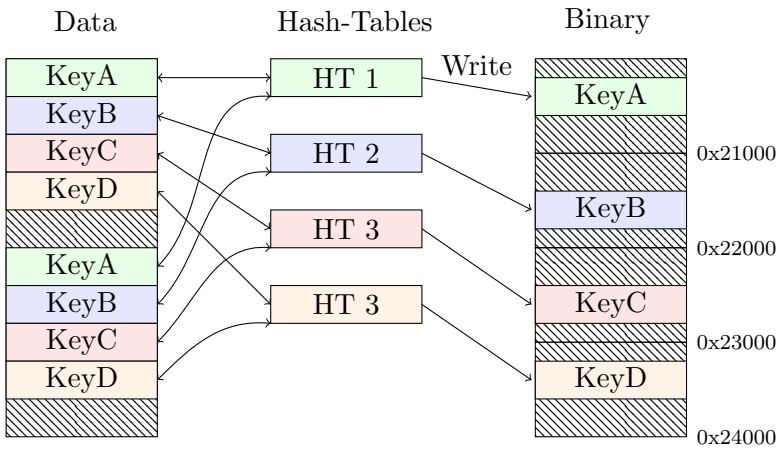 Data
Hash-Tables
Binary
KeyA
KeyB
KeyC
KeyD
KeyA
KeyB
KeyC
KeyD
HT 1
HT 2
HT 3
HT 3
Write
KeyA
0x21000
KeyB
0x22000
KeyC
0x23000
KeyD
0x24000